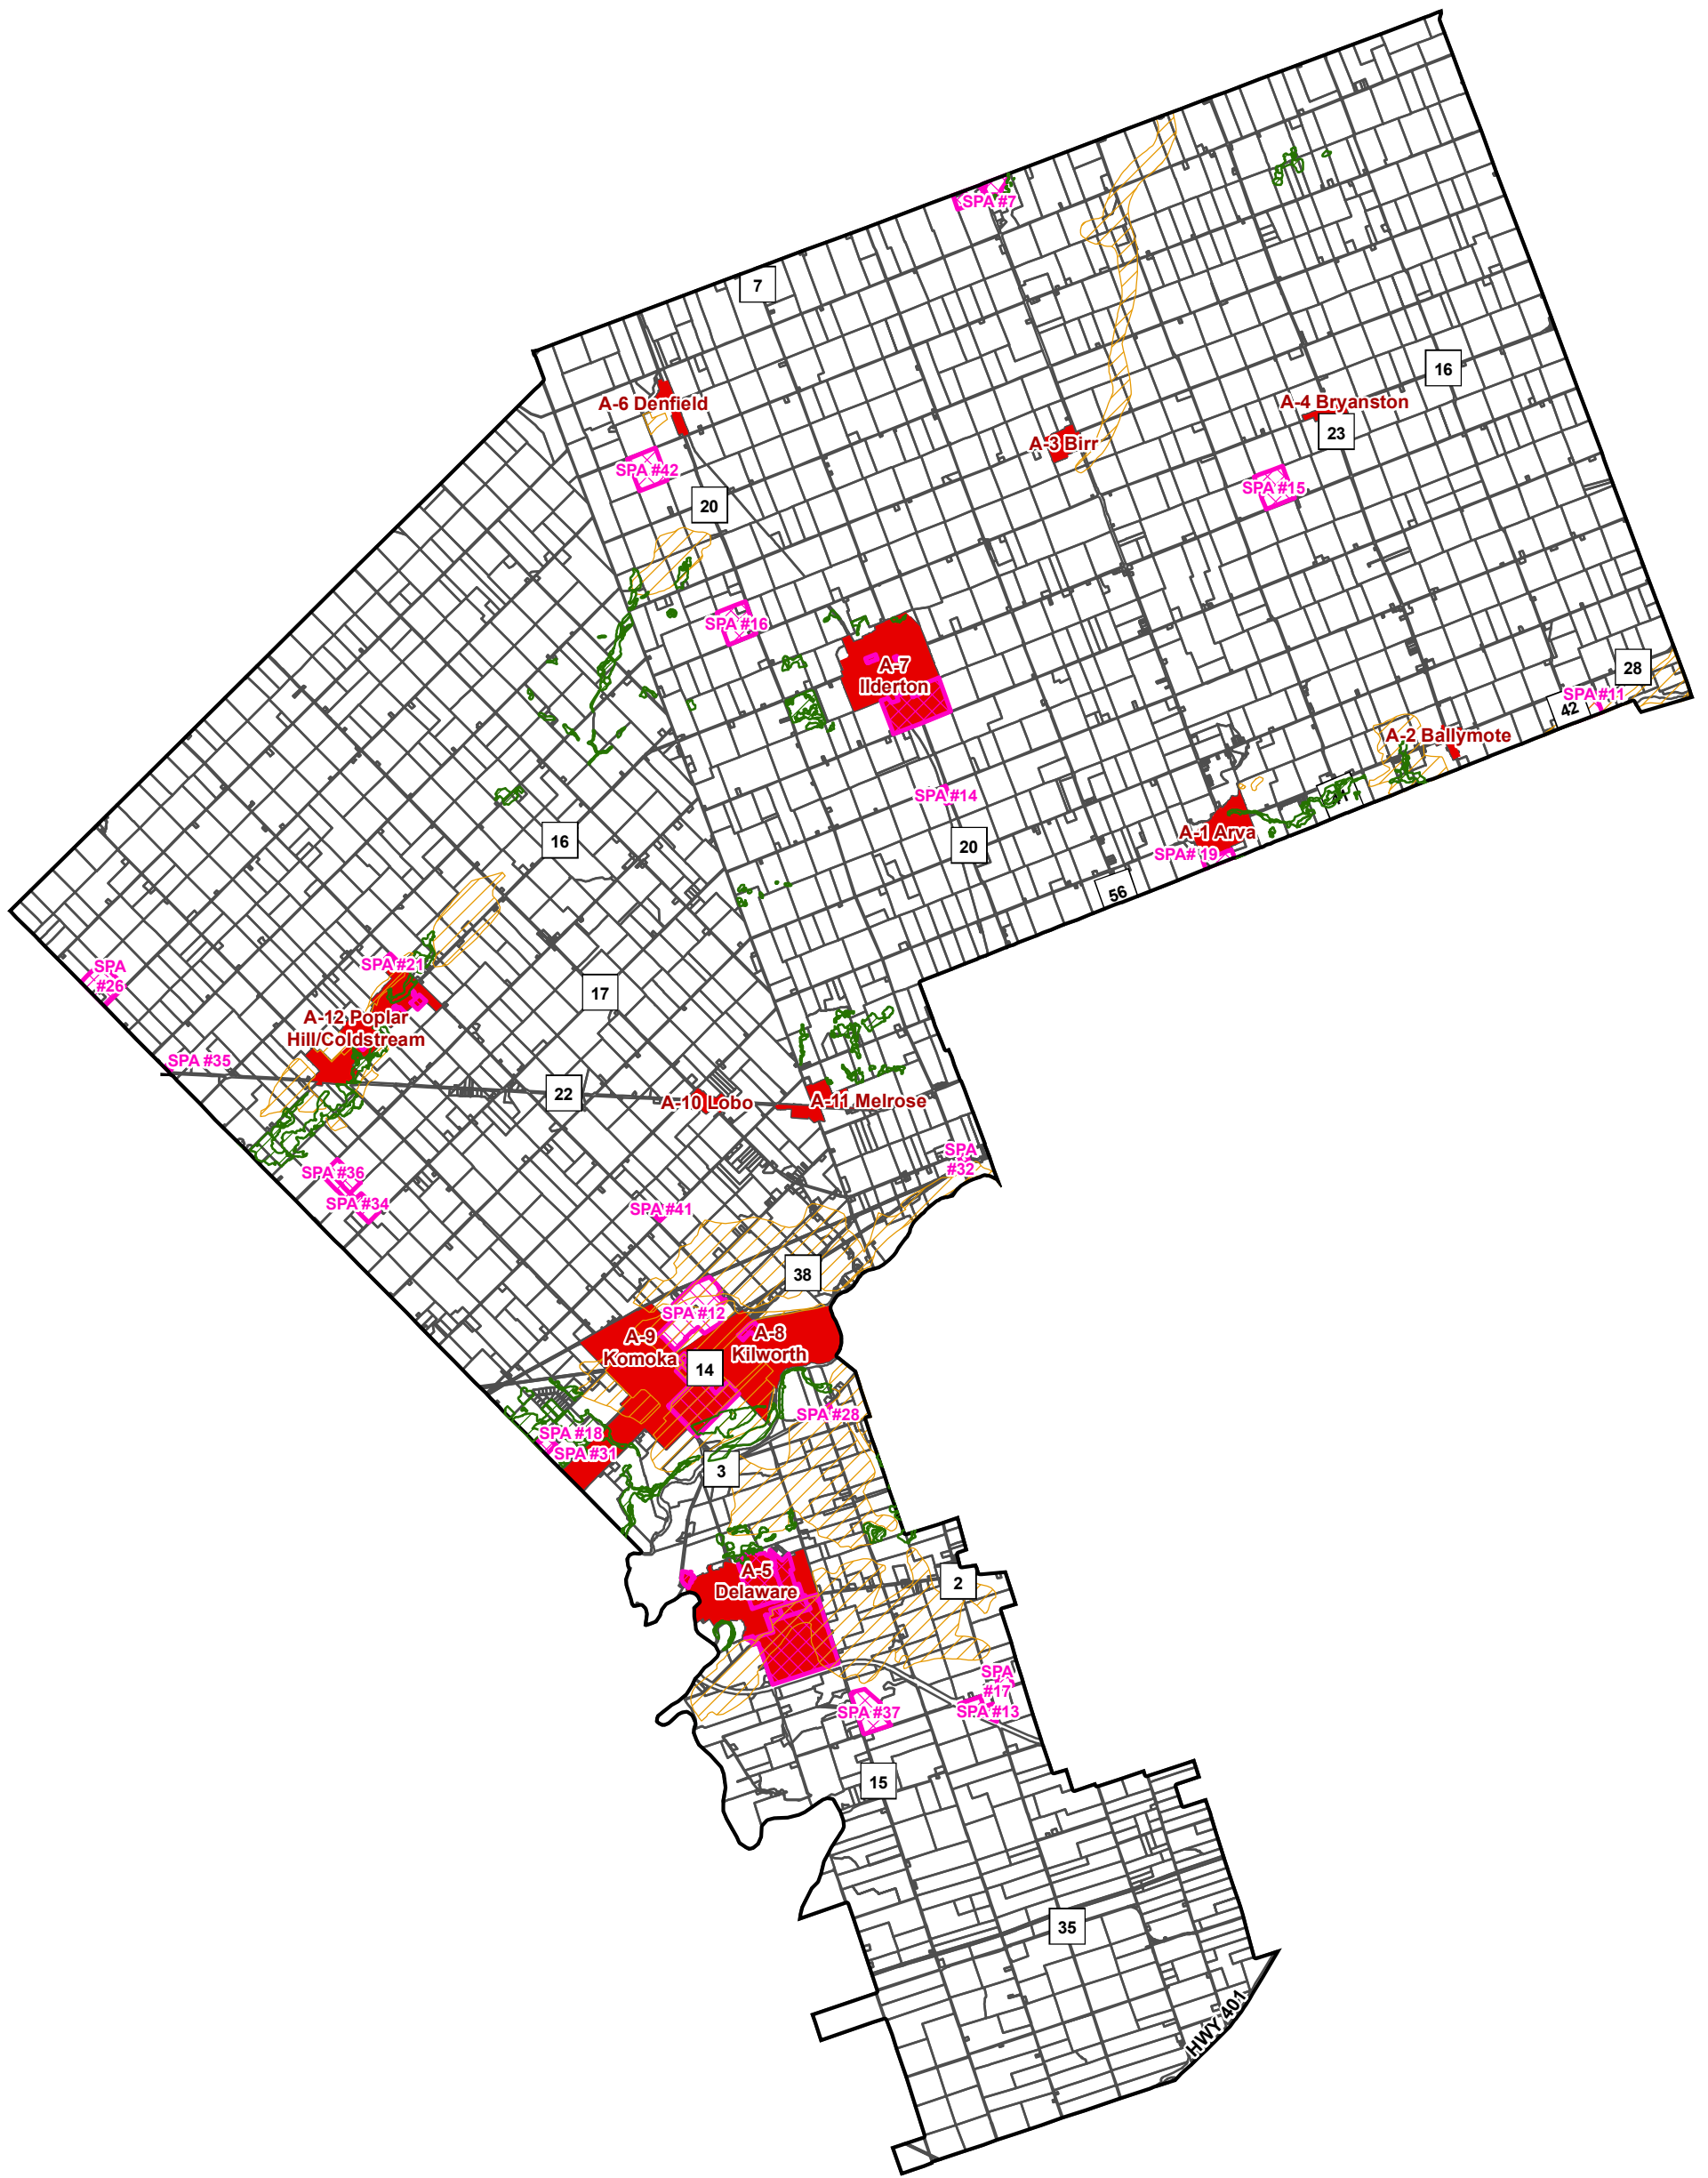 SPA #7
7
16
A-6 Denfield
A-4 Bryanston
23
A-3 Birr
SPA #42
SPA #15
20
SPA #16
A-7
Ilderton
28
SPA #11
42
A-2 Ballymote
SPA #14
A-1 Arva
16
20
SPA# 19
56
SPA
#26
SPA #21
17
A-12 Poplar
Hill/Coldstream
SPA #35
22
A-10 Lobo
A-11 Melrose
SPA
#32
SPA #36
SPA #34
SPA #41
38
SPA #12
A-9
Komoka
A-8
Kilworth
14
SPA #28
SPA #18
SPA #31
3
A-5
Delaware
2
SPA
#17
SPA #13
SPA #37
15
35
HWY 401